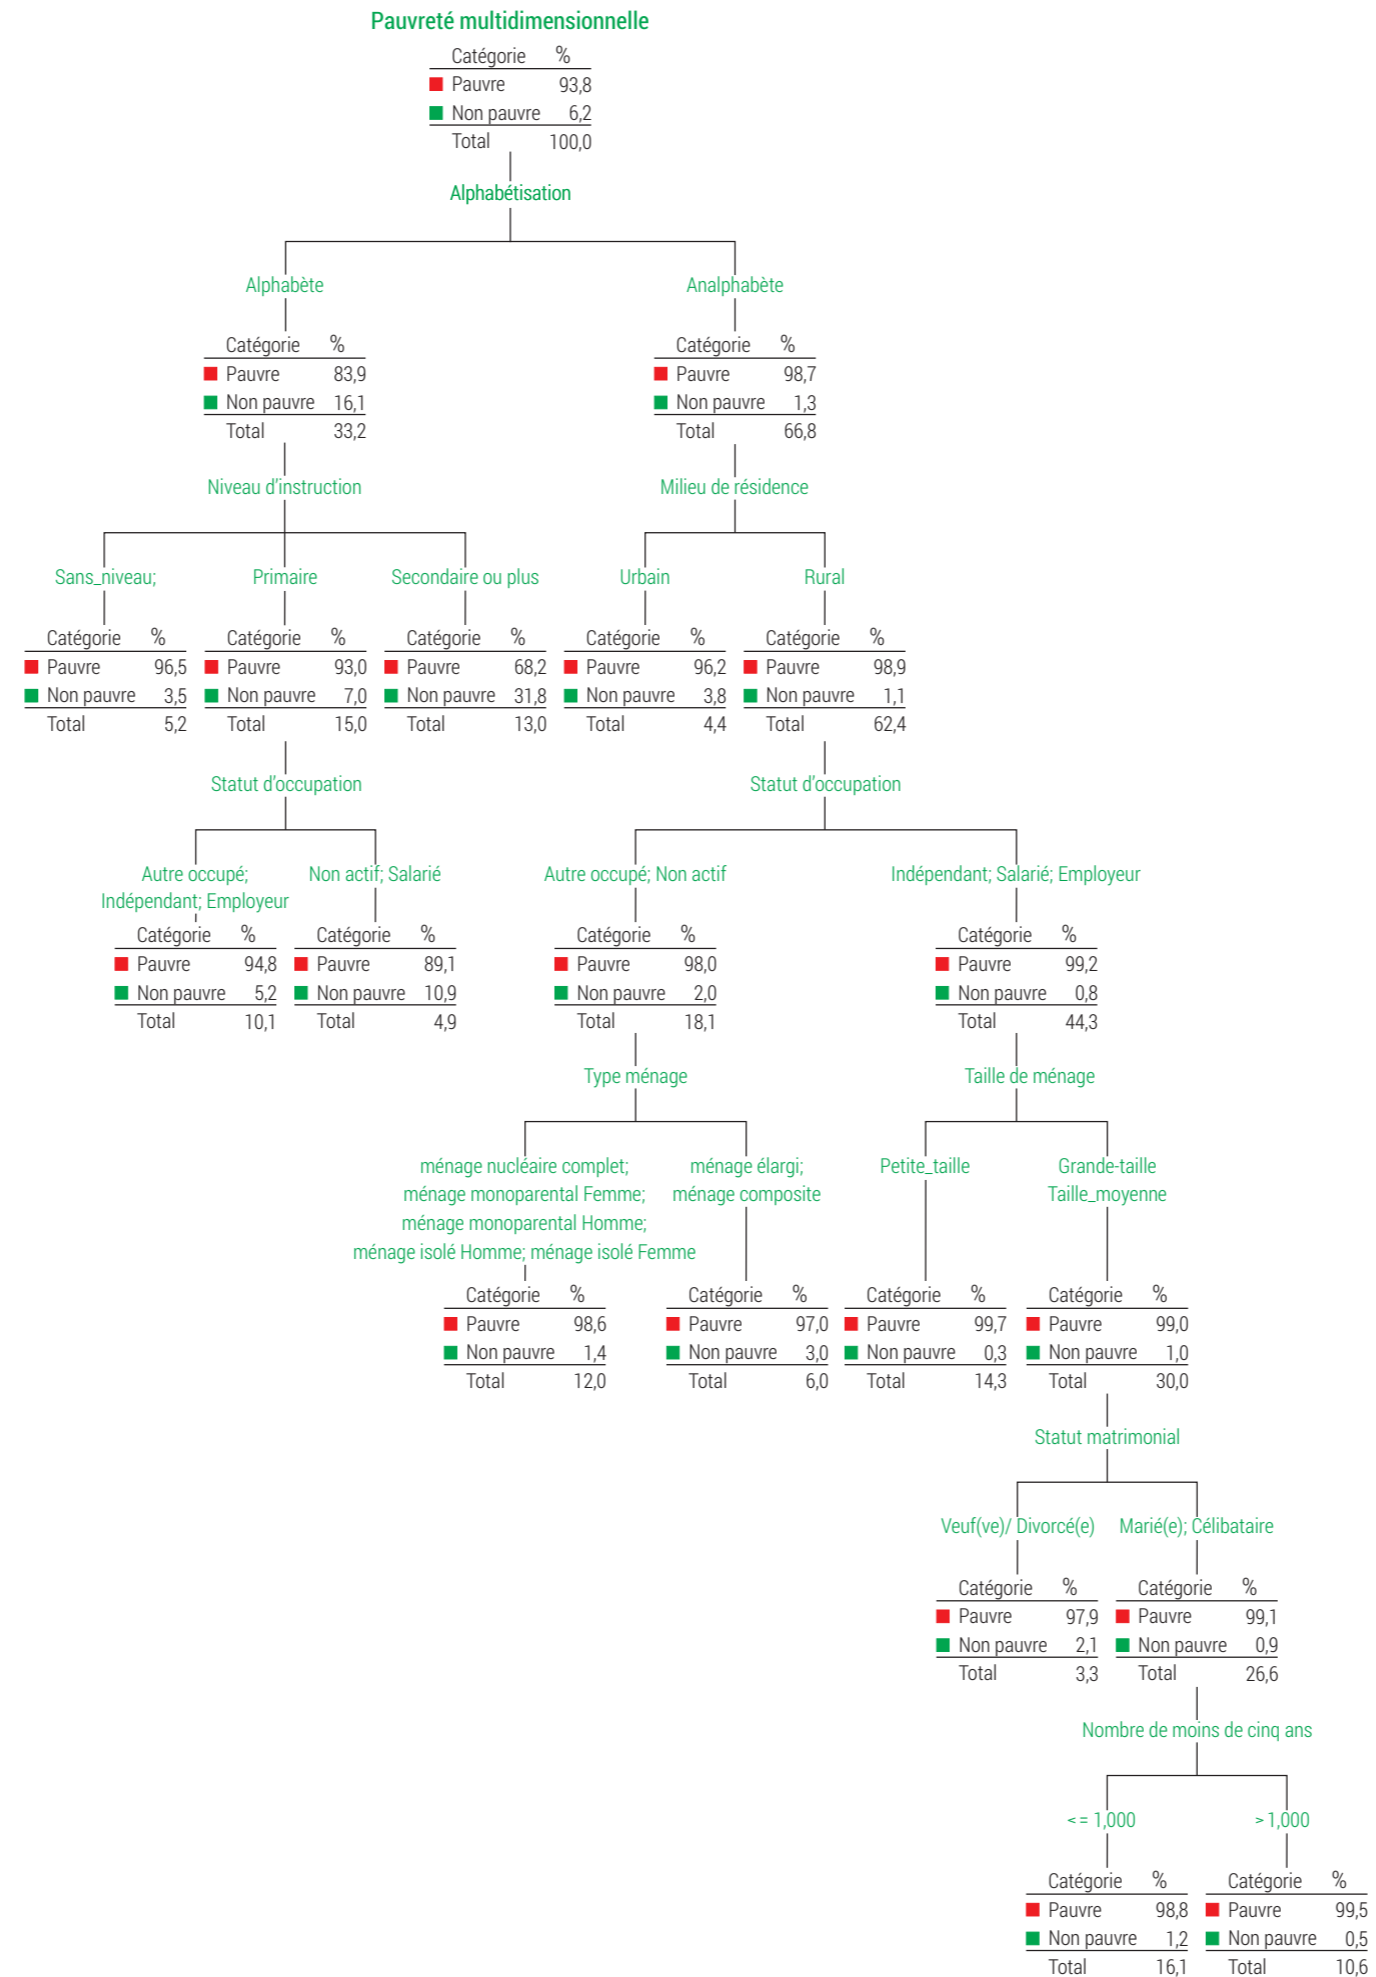 Pauvreté multidimensionnelle
Catégorie %
Pauvre 93,8
Non pauvre 6,2
Total 100,0
Alphabétisation
Alphabète
Catégorie %
Pauvre 83,9
Non pauvre 16,1
Total 33,2
Analphabète
Catégorie %
Pauvre 98,7
Non pauvre 1,3
Total 66,8
Niveau d'instruction
Milieu de résidence
Sans_niveau;
Catégorie %
Pauvre 96,5
Non pauvre 3,5
Total 5,2
Primaire
Catégorie %
Pauvre 93,0
Non pauvre 7,0
Total 15,0
Secondaire ou plus
Catégorie %
Pauvre 68,2
Non pauvre 31,8
Total 13,0
Urbain
Catégorie %
Pauvre 96,2
Non pauvre 3,8
Total 4,4
Rural
Catégorie %
Pauvre 98,9
Non pauvre 1,1
Total 62,4
Statut d'occupation
Statut d'occupation
Autre occupé;
Indépendant; Employeur
Catégorie %
Pauvre 94,8
Non pauvre 5,2
Total 10,1
Non actif; Salarié
Catégorie %
Pauvre 89,1
Non pauvre 10,9
Total 4,9
Autre occupé; Non actif
Catégorie %
Pauvre 98,0
Non pauvre 2,0
Total 18,1
Indépendant; Salarié; Employeur
Catégorie %
Pauvre 99,2
Non pauvre 0,8
Total 44,3
Type ménage
Taille de ménage
ménage nucléaire complet;
ménage monoparental Femme;
ménage monoparental Homme;
ménage isolé Homme; ménage isolé Femme
Catégorie %
Pauvre 98,6
Non pauvre 1,4
Total 12,0
ménage élargi;
ménage composite
Catégorie %
Pauvre 97,0
Non pauvre 3,0
Total 6,0
Petite_taille
Catégorie %
Pauvre 99,7
Non pauvre 0,3
Total 14,3
Grande-taille
Taille_moyenne
Catégorie %
Pauvre 99,0
Non pauvre 1,0
Total 30,0
Statut matrimonial
Veuf(ve)/ Divorcé(e)
Catégorie %
Pauvre 97,9
Non pauvre 2,1
Total 3,3
Marié(e); Célibataire
Catégorie %
Pauvre 99,1
Non pauvre 0,9
Total 26,6
Nombre de moins de cinq ans
< = 1,000
Catégorie %
Pauvre 98,8
Non pauvre 1,2
Total 16,1
> 1,000
Catégorie %
Pauvre 99,5
Non pauvre 0,5
Total 10,6